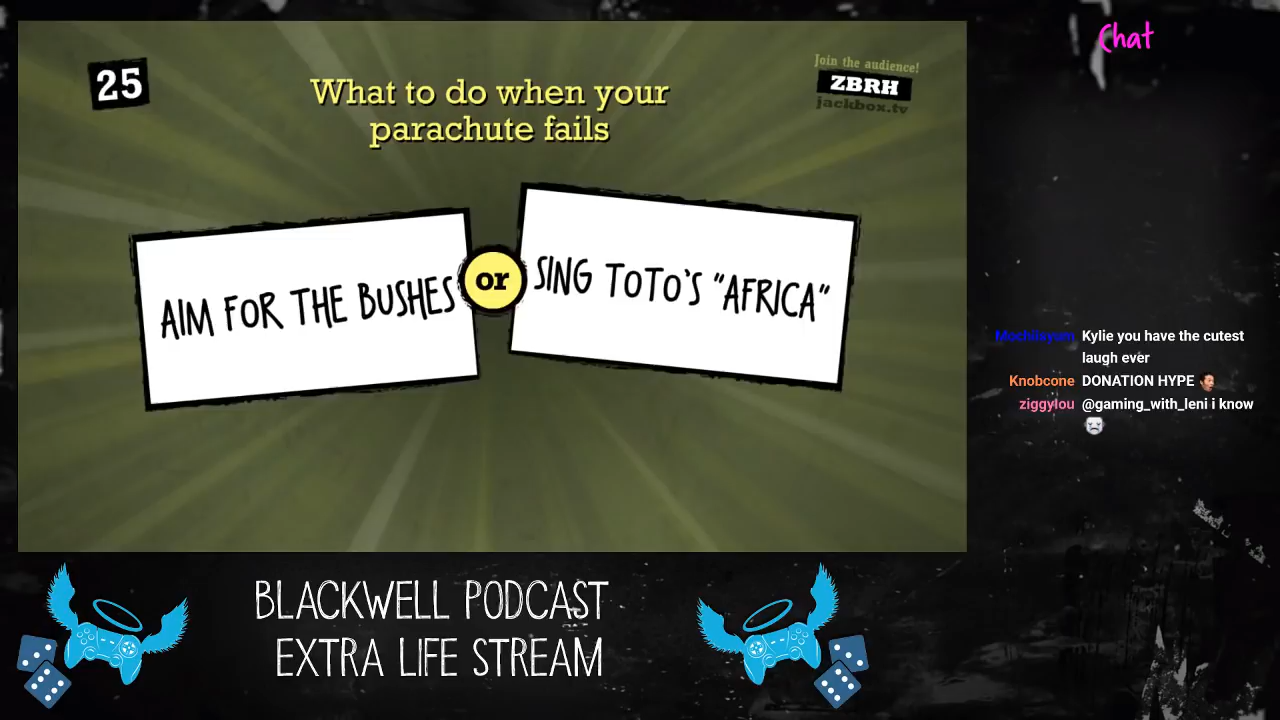 25
What to do when your
parachute fails
Join the audience!
ZBRH
jackbox.tv
AIM FOR THE BUSHES
or
SING TOTO'S "AFRICA"
Chat
Mochiisyum Kylie you have the cutest
laugh ever
Knobcone DONATION HYPE
ziggylou @gaming_with_leni i know
BLACKWELL PODCAST
EXTRA LIFE STREAM